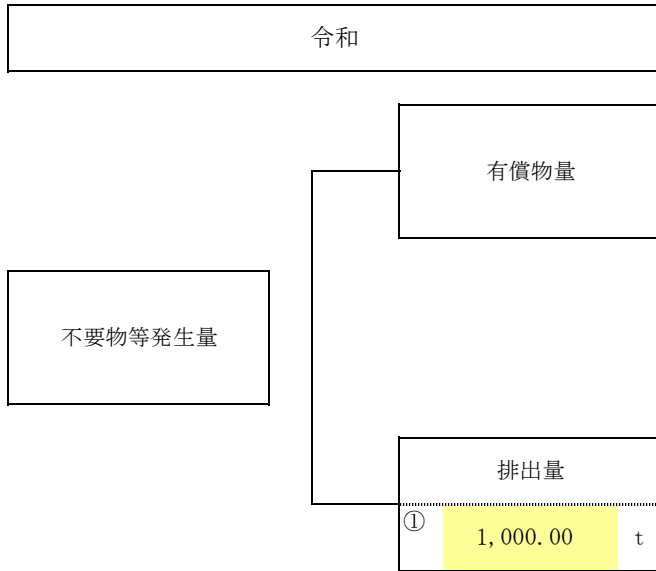 令和
有償物量
不要物等発生量
排出量
① 1,000.00 t